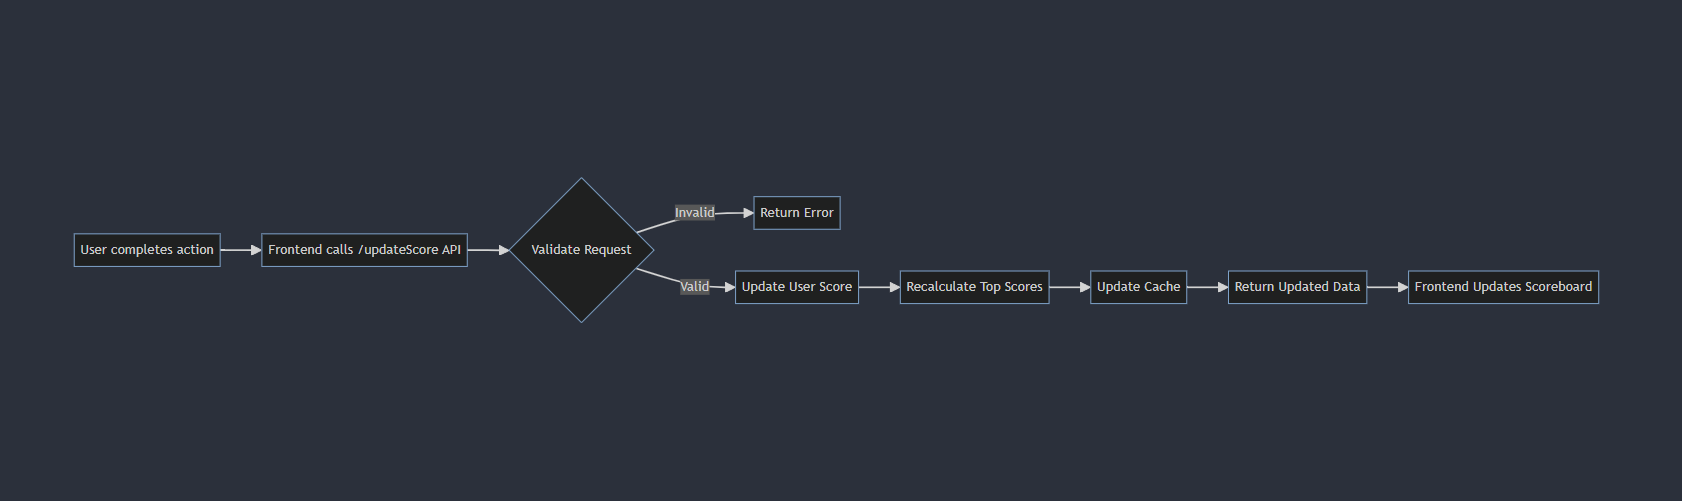 User completes action
Frontend calls /updateScore API
Validate Request
Invalid
Return Error
Valid
Update User Score
Recalculate Top Scores
Update Cache
Return Updated Data
Frontend Updates Scoreboard